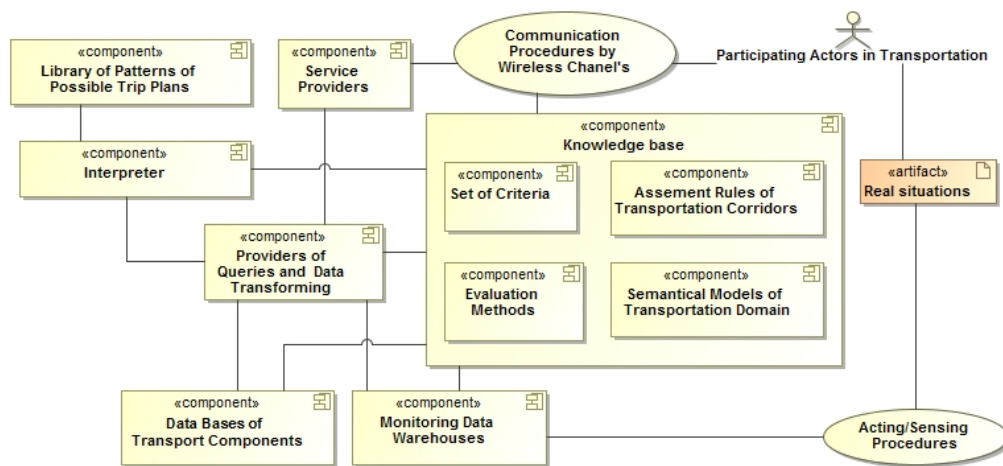 «component»
Library of Patterns of
Possible Trip Plans
«component»
Service
Providers
Communication
Procedures by
Wireless Chanel's
Participating Actors in Transportation
«component»
Interpreter
«component»
Knowledge base
«component»
Set of Criteria
«component»
Assement Rules of
Transportation Corridors
«artifact»
Real situations
«component»
Providers of
Queries and Data
Transforming
«component»
Evaluation
Methods
«component»
Semantical Models of
Transportation Domain
«component»
Data Bases of
Transport Components
«component»
Monitoring Data
Warehouses
Acting/Sensing
Procedures